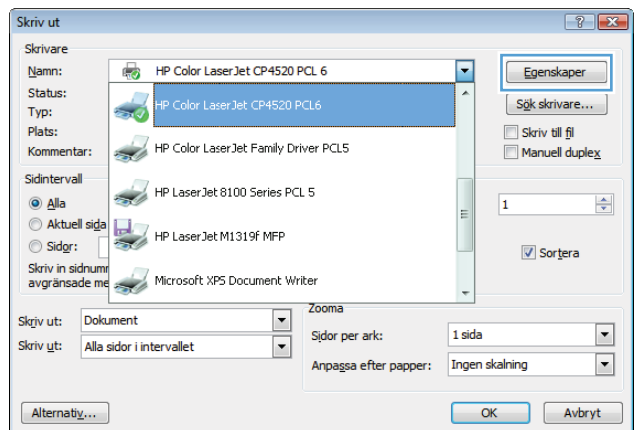 Skriv ut
Skrivare
Namn: HP Color LaserJet CP4520 PCL 6 Egenskaper
Status: HP Color LaserJet CP4520 PCL6 Sök skrivare...
Typ:
Plats: HP Color LaserJet Family Driver PCL5 Skriv till fil
Kommentar: Manuell duplex
Sidintervall HP LaserJet 8100 Series PCL 5
Alla 1
Aktuell sida HP LaserJet M1319f MFP
Sidor: Sortera
Skriv in
avgränsade Microsoft XPS Document Writer
Zooma
Skriv ut: Dokument Sidor per ark: 1 sida
Skriv ut: Alla sidor i intervallet Anpassa efter papper: Ingen skalning
Alternativ... OK Avbryt